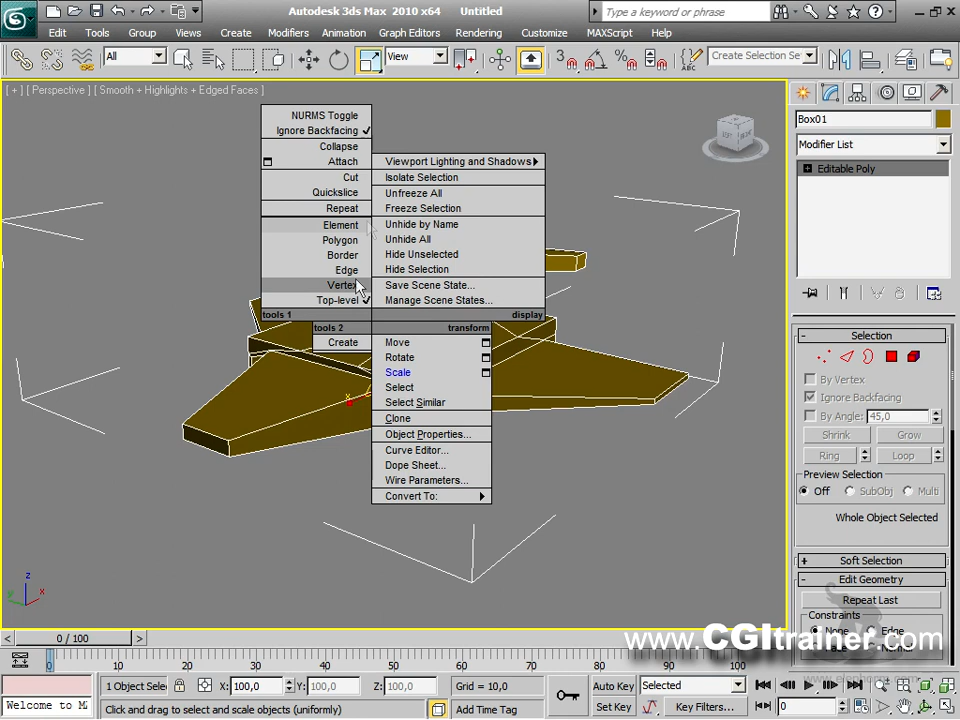 Autodesk 3ds Max 2010 x64 Untitled
Type a keyword or phrase
Edit Tools Group Views Create Modifiers Animation Graph Editors Rendering Customize MAXScript Help
All
View
3
ABC
Create Selection Se
[ + ] [ Perspective ] [ Smooth + Highlights + Edged Faces ]
NURMS Toggle
Ignore Backfacing
Collapse
Attach
Cut
Quickslice
Repeat
Element
Polygon
Border
Edge
Vertex
Top-level
tools 1
tools 2
Create
Viewport Lighting and Shadows
Isolate Selection
Unfreeze All
Freeze Selection
Unhide by Name
Unhide All
Hide Unselected
Hide Selection
Save Scene State...
Manage Scene States...
display
transform
Move
Rotate
Scale
Select
Select Similar
Clone
Object Properties...
Curve Editor...
Dope Sheet...
Wire Parameters...
Convert To:
x
z
y
x
Box01
Modifier List
Editable Poly
Selection
By Vertex
Ignore Backfacing
By Angle: 45,0
Shrink Grow
Ring Loop
Preview Selection
Off SubObj Multi
Whole Object Selected
Soft Selection
Edit Geometry
Repeat Last
Constraints
None Edge
www.CGItrainer.com
0 / 100
0 10 20 30 40 50 60 70 80 90 100
1 Object Sele X: 100,0 Y: 100,0 Z: 100,0 Grid = 10,0
Auto Key Selected
Welcome to MA
Click and drag to select and scale objects (uniformly)
Add Time Tag
Set Key Key Filters...
0